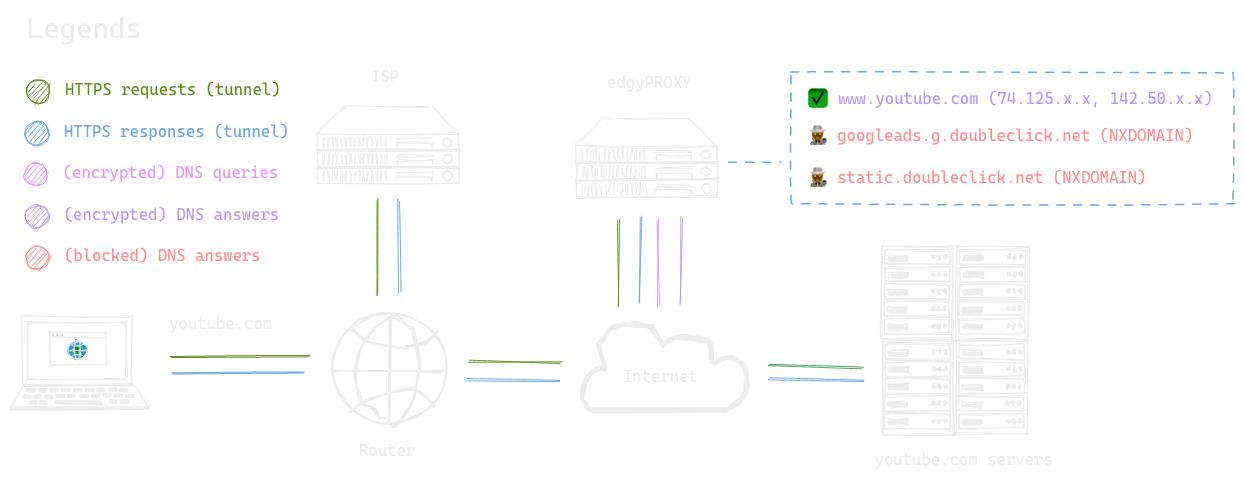 Legends
HTTPS requests (tunnel)
HTTPS responses (tunnel)
(encrypted) DNS queries
(encrypted) DNS answers
(blocked) DNS answers
ISP
edgyPROXY
www.youtube.com (74.125.x.x, 142.50.x.x)
googleads.g.doubleclick.net (NXDOMAIN)
static.doubleclick.net (NXDOMAIN)
youtube.com
Router
Internet
youtube.com servers